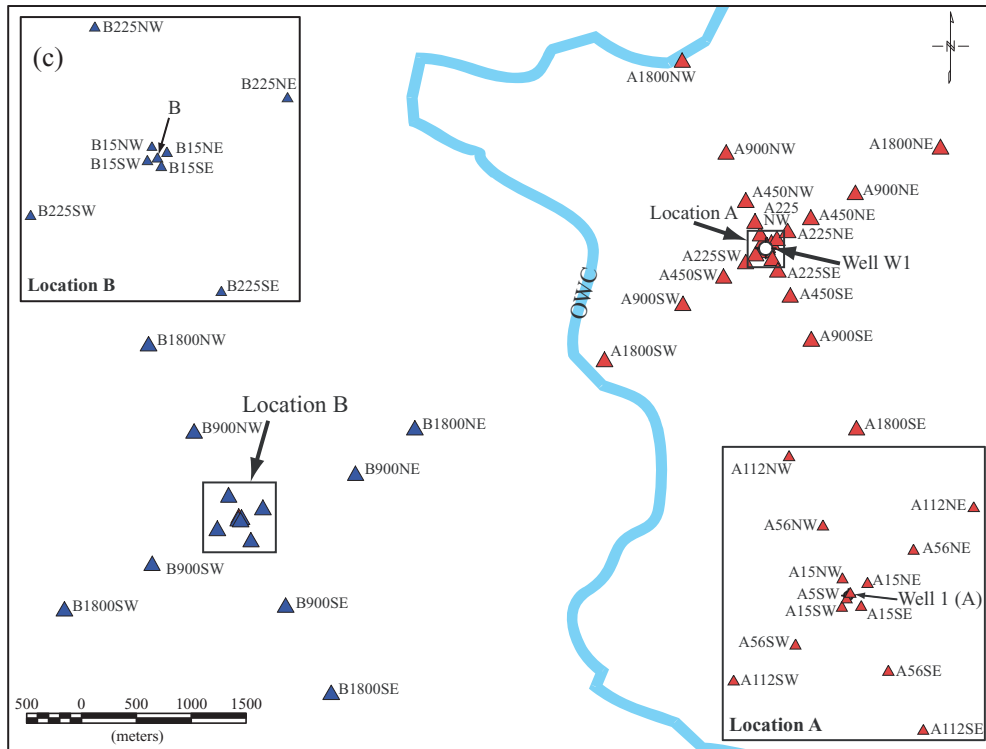 (c)
B225NW
B225NE
B
B15NW
B15NE
B15SW
B15SE
B225SW
B225SE
Location B
N
A1800NW
A900NW
A1800NE
A900NE
A450NW
A225
NW
A450NE
Location A
A225NE
Well W1
A225SW
A225SE
A450SW
A450SE
A900SW
A900SE
A1800SW
A1800SE
OWC
B1800NW
Location B
B900NW
B1800NE
B900NE
B900SW
B900SE
B1800SW
B1800SE
500 0 500 1000 1500
(meters)
A112NW
A112NE
A56NW
A56NE
A15NW
A15NE
A5SW
Well 1 (A)
A15SW
A15SE
A56SW
A56SE
A112SW
A112SE
Location A